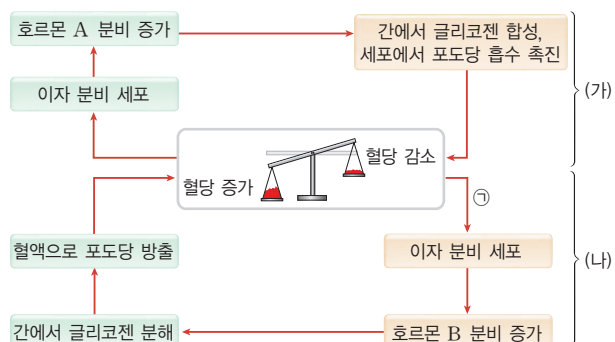 호르몬 A 분비 증가
간에서 글리코젠 합성,
세포에서 포도당 흡수 촉진
(가)
이자 분비 세포
혈당 감소
혈당 증가
㉠
혈액으로 포도당 방출
이자 분비 세포
(나)
간에서 글리코젠 분해
호르몬 B 분비 증가